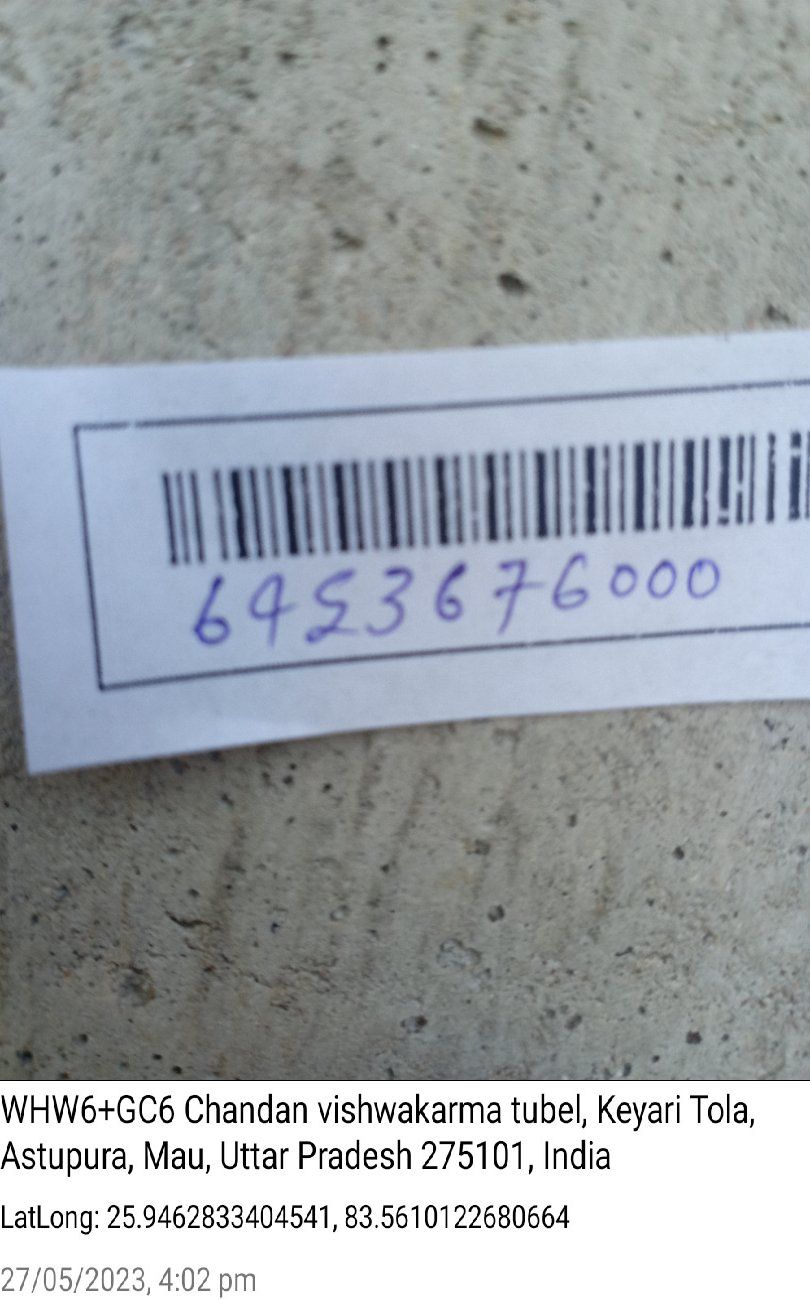 6453676000
WHW6+GC6 Chandan vishwakarma tubel, Keyari Tola,
Astupura, Mau, Uttar Pradesh 275101, India
LatLong: 25.9462833404541, 83.5610122680664
27/05/2023, 4:02 pm